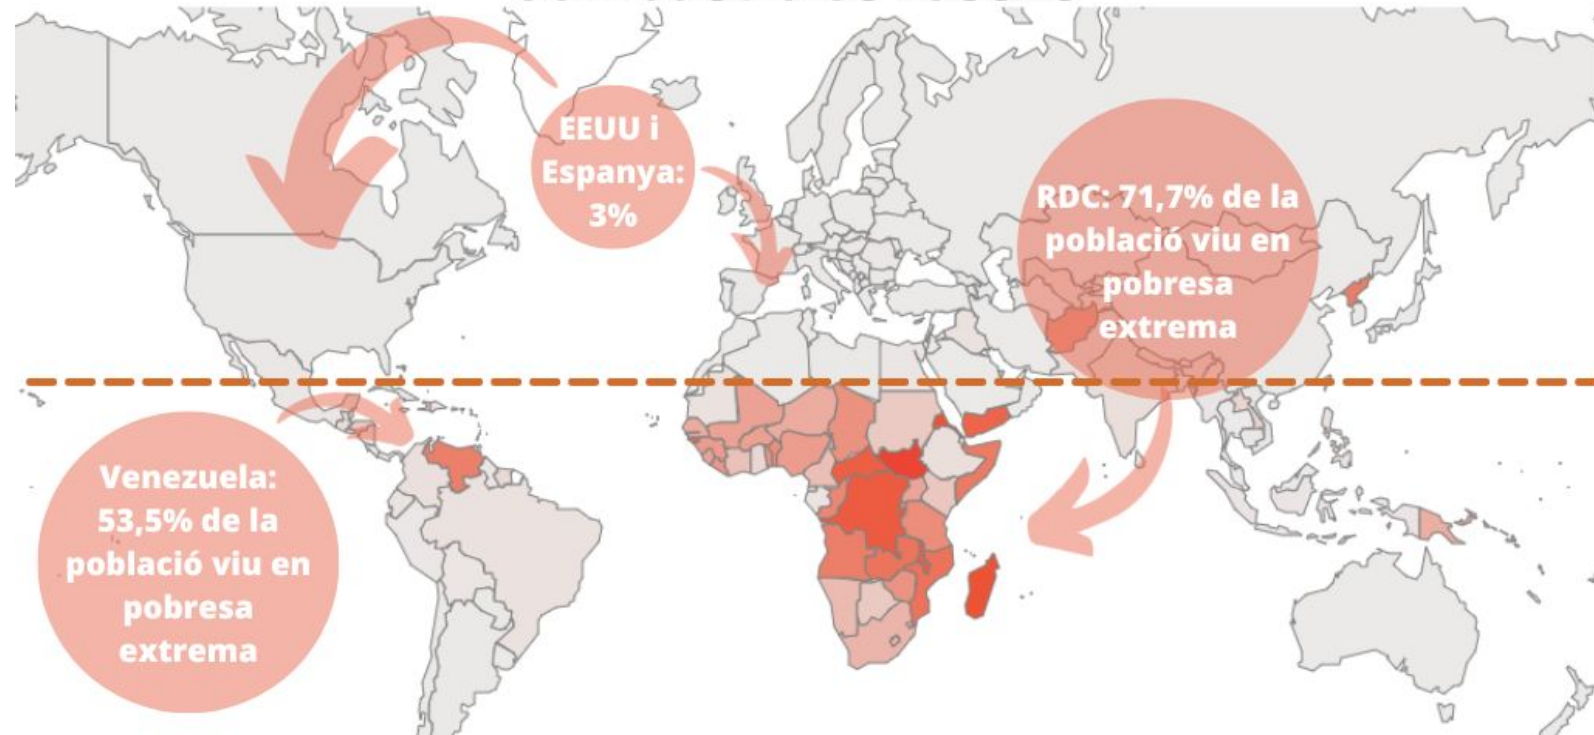 EEUU i
Espanya:
3%
RDC: 71,7% de la
població viu en
pobresa
extrema
Venezuela:
53,5% de la
població viu en
pobresa
extrema